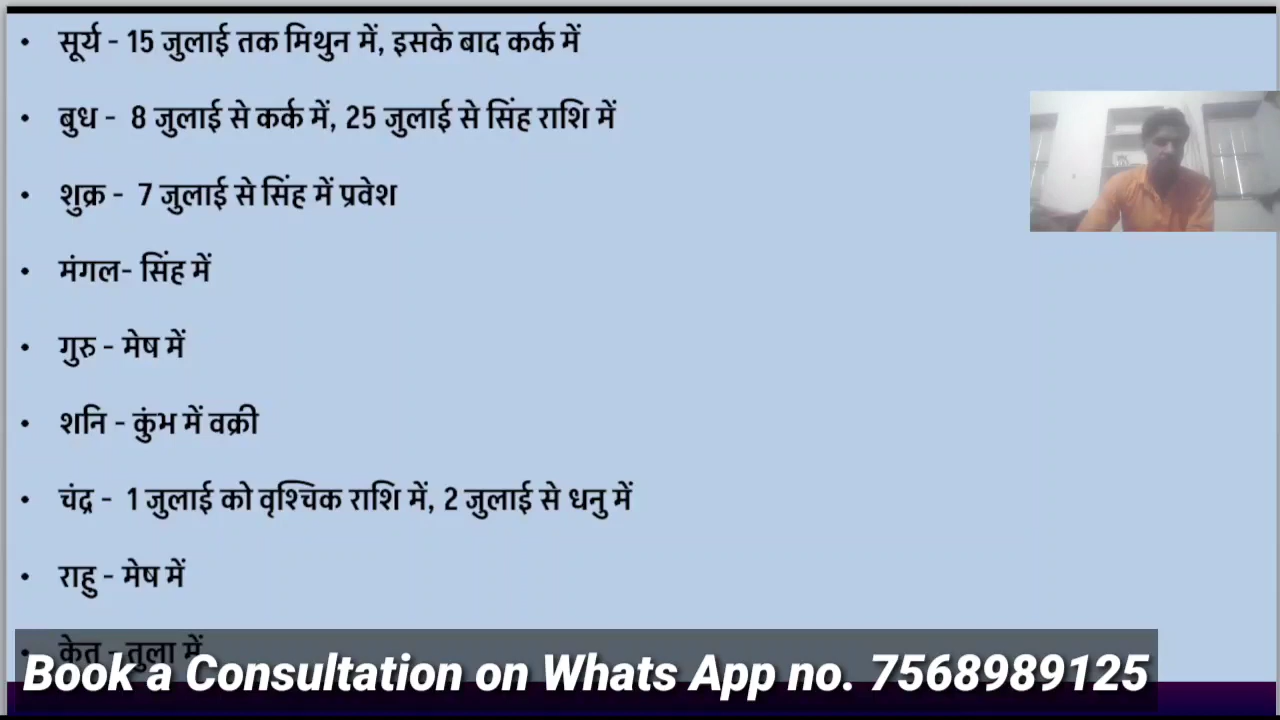 • सूर्य - 15 जुलाई तक मिथुन में, इसके बाद कर्क में
• बुध - 8 जुलाई से कर्क में, 25 जुलाई से सिंह राशि में
• शुक्र - 7 जुलाई से सिंह में प्रवेश
• मंगल- सिंह में
• गुरु - मेष में
• शनि - कुंभ में वक्री
• चंद्र - 1 जुलाई को वृश्चिक राशि में, 2 जुलाई से धनु में
• राहु - मेष में
• केतु - तुला में
Book a Consultation on Whats App no. 7568989125